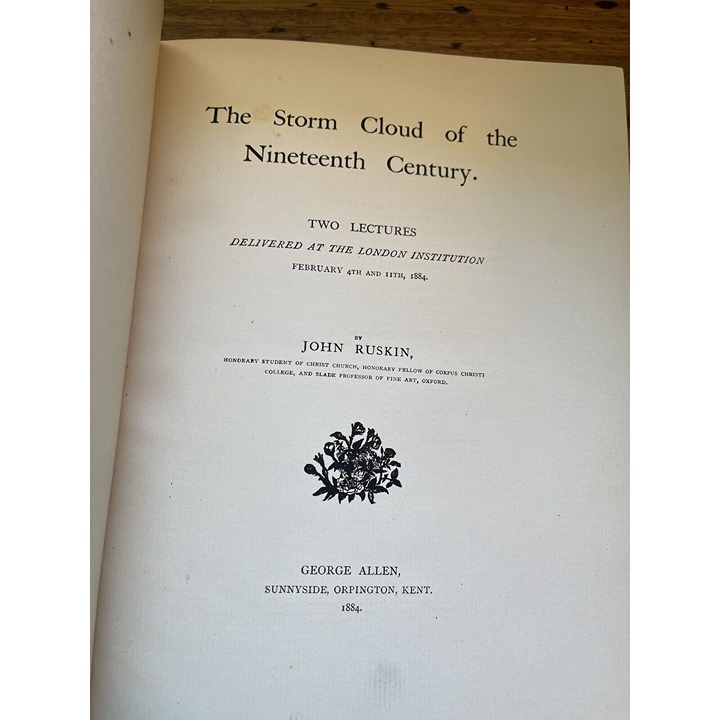 The Storm Cloud of the
Nineteenth Century.
TWO LECTURES
DELIVERED AT THE LONDON INSTITUTION
FEBRUARY 4TH AND 11TH, 1884.
BY
JOHN RUSKIN,
HONORARY STUDENT OF CHRIST CHURCH, HONORARY FELLOW OF CORPUS CHRISTI
COLLEGE, AND SLADE PROFESSOR OF FINE ART, OXFORD.
GEORGE ALLEN,
SUNNYSIDE, ORPINGTON, KENT.
1884.